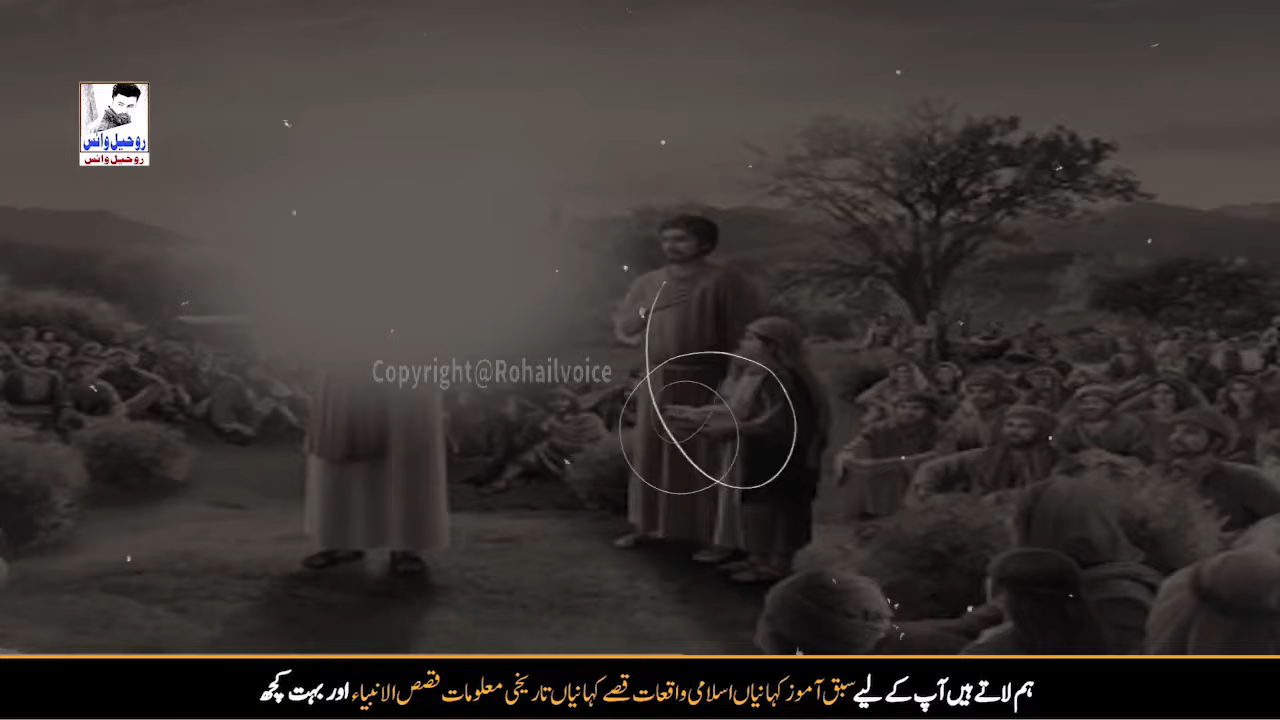 روحیل وائس
روحیل وائس
Copyright@Rohailvoice
ہم لاتے ہیں آپ کے لیے سبق آموز کہانیاں اسلامی واقعات قصے کہانیاں تاریخی معلومات قصص الانبیاء اور بہت کچھ